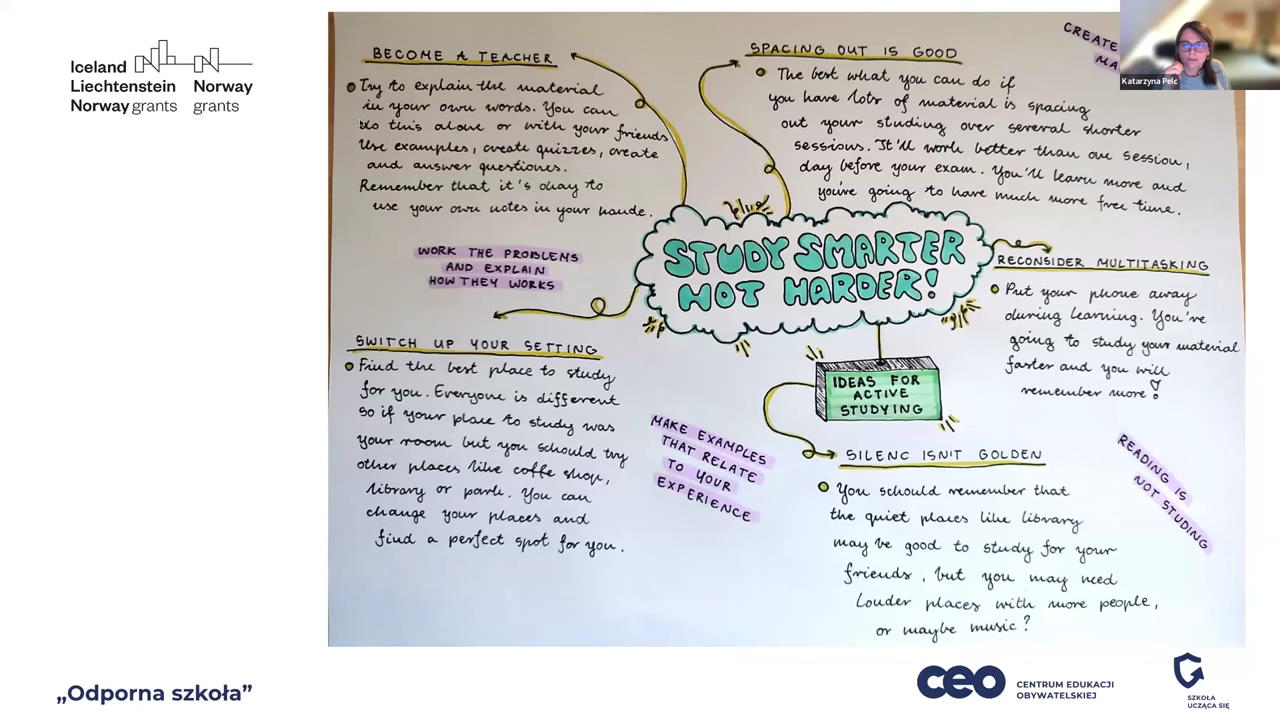 Iceland
Liechtenstein
Norway grants
Norway
grants
BECOME A TEACHER
Try to explain the material
in your own words. You can
do this alone or with your friends
Use examples, create quizzes, create
and answer questiones.
Remember that it's okay to
use your own notes in your hande.
SPACING OUT IS GOOD
The best what you can do if
you have lots of material is spacing
out your studing over several shorter
sessions. It'll work better than one session,
day before your exam. You'll learn more and
you're going to have much more free time.
CREATE
MA
Katarzyna Pelc
WORK THE PROBLEMS
AND EXPLAIN
HOW THEY WORKS
STUDY SMARTER
NOT HARDER!
RECONSIDER MULTITASKING
Put your phone away
during learning. You're
going to study your material
faster and you will
remember more!
SWITCH UP YOUR SETTING
Find the best place to study
for you. Everyone is different
so if your place to study was
your room but you schould try
other places like coffe shop,
library or park. You can
change your places and
find a perfect spot for you.
IDEAS FOR
ACTIVE
STUDYING
MAKE EXAMPLES
THAT RELATE
TO YOUR
EXPERIENCE
SILENC ISN'T GOLDEN
You schould remember that
the quiet places like library
may be good to study for your
friends, but you may need
louder places with more people,
or maybe music?
READING IS
NOT STUDING
„Odporna szkoła”
ceo
CENTRUM EDUKACJI
OBYWATELSKIEJ
SZKOŁA
UCZĄCA SIĘ